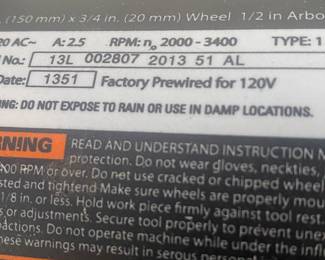 (150 mm) x 3/4 in. (20 mm) Wheel 1/2 in Arbo
20 AC~ A: 2.5 RPM: n₀ 2000 - 3400 TYPE: 1
No.: 13L 002807 2013 51 AL
Date: 1351 Factory Prewired for 120V
NG: DO NOT EXPOSE TO RAIN OR USE IN DAMP LOCATIONS.
RNING READ AND UNDERSTAND INSTRUCTION M
protection. Do not wear gloves, neckties,
00 RPM or over. Do not use cracked or chipped wheel
sted and tightend Make sure wheels are properly mou
1/8 in. or less. Hold work piece firmly against tool rest.
s or adjustments. Secure tool properly to prevent unex
actions. Do not operate machine while under the infl
these warnings may result in serous persona